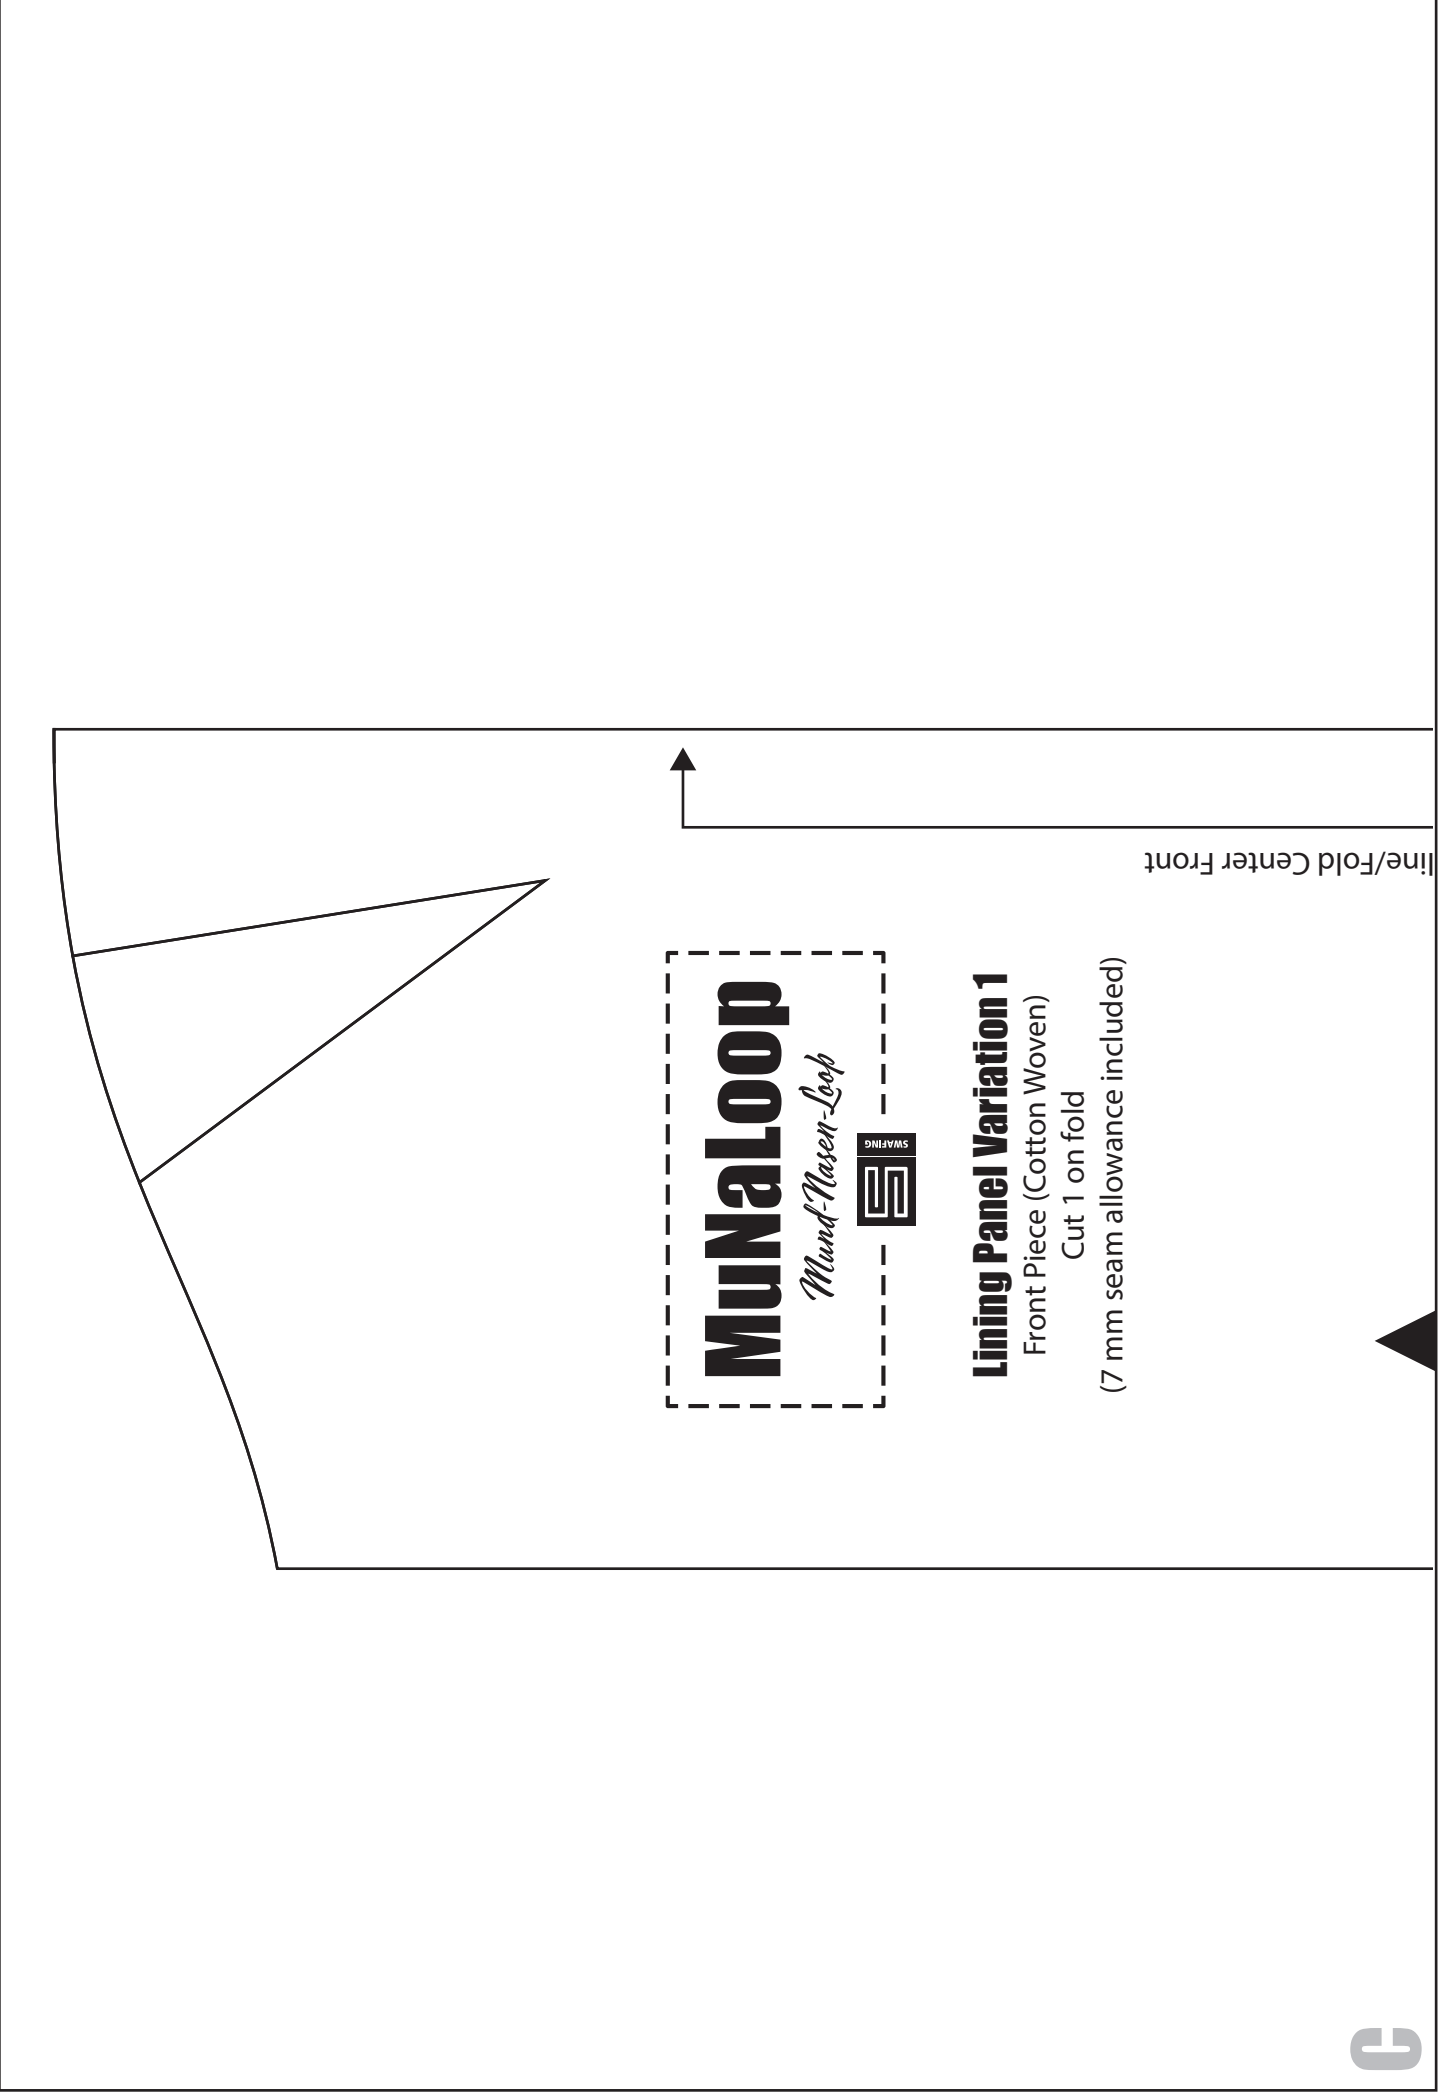 MuNaLoop
Mund-Nasen-Loop
SWAFING
Lining Panel Variation 1
Front Piece (Cotton Woven)
Cut 1 on fold
(7 mm seam allowance included)
line/Fold Center Front
C